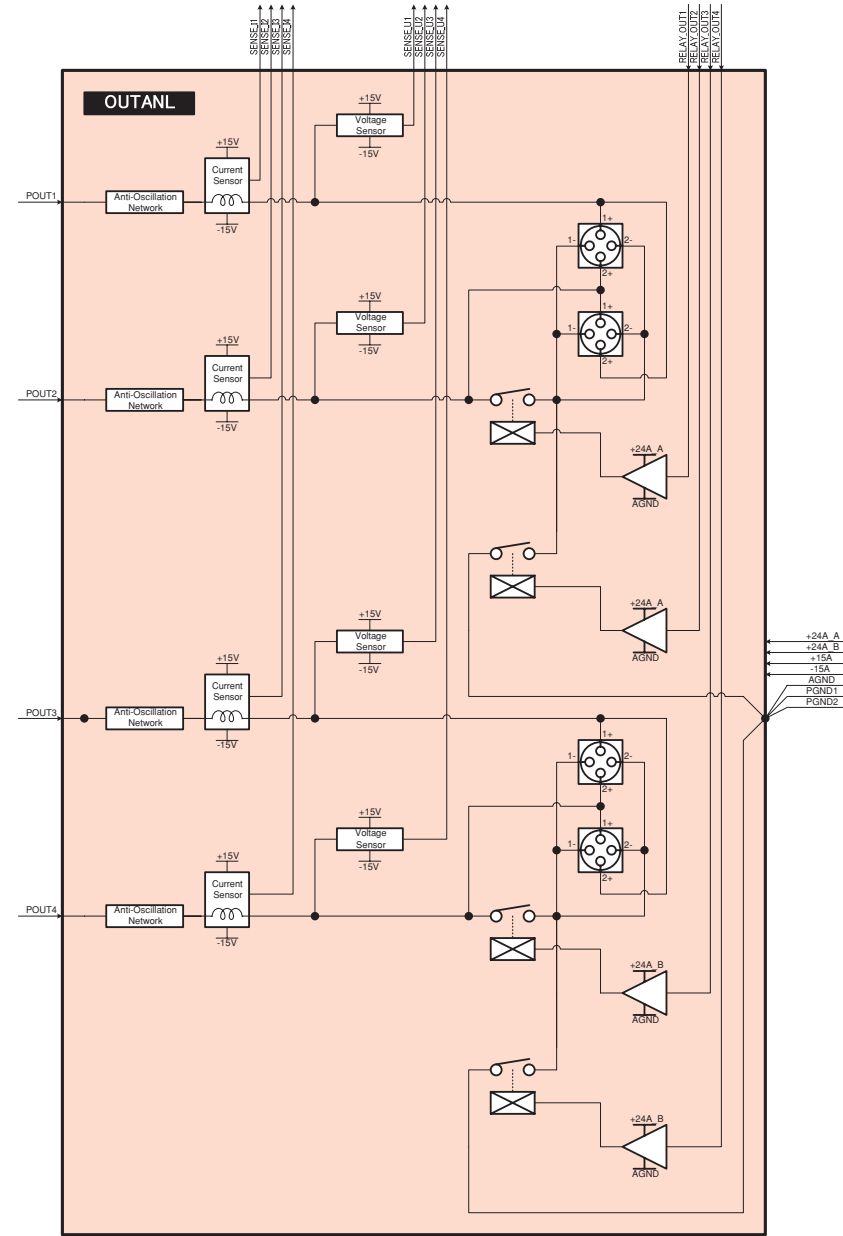 SENSE_I1
SENSE_I2
SENSE_I3
SENSE_I4
SENSE_U1
SENSE_U2
SENSE_U3
SENSE_U4
RELAY_OUT1
RELAY_OUT2
RELAY_OUT3
RELAY_OUT4
OUTANL
+15V
Voltage
Sensor
-15V
+15V
Current
Sensor
-15V
POUT1
Anti-Oscillation
Network
1+
1-
2-
2+
+15V
Voltage
Sensor
-15V
1+
1-
2-
2+
+15V
Current
Sensor
-15V
POUT2
Anti-Oscillation
Network
+24A_A
AGND
+24A_A
AGND
+15V
Voltage
Sensor
-15V
+24A_A
+24A_B
+15A
-15A
AGND
PGND1
PGND2
+15V
Current
Sensor
-15V
POUT3
Anti-Oscillation
Network
1+
1-
2-
2+
+15V
Voltage
Sensor
-15V
1+
1-
2-
2+
+15V
Current
Sensor
-15V
POUT4
Anti-Oscillation
Network
+24A_B
AGND
+24A_B
AGND